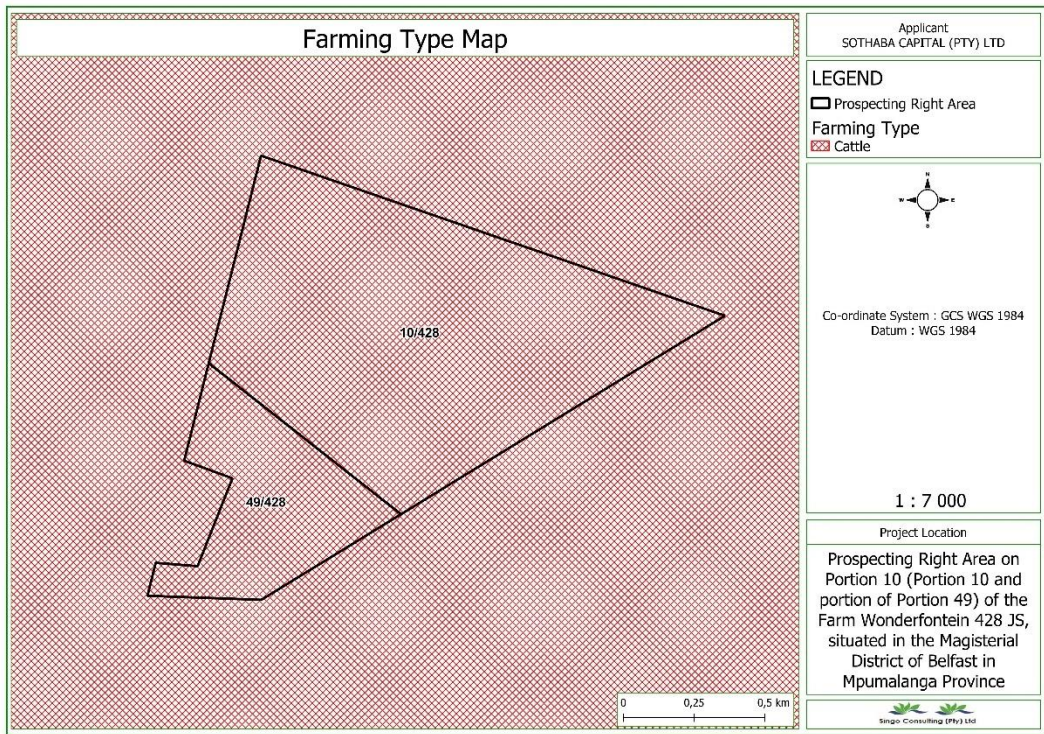 Farming Type Map
10/428
49/428
0 0,25 0,5 km
Applicant
SOTHABA CAPITAL (PTY) LTD
LEGEND
Prospecting Right Area
Farming Type
Cattle
N
W E
S
Co-ordinate System : GCS WGS 1984
Datum : WGS 1984
1 : 7 000
Project Location
Prospecting Right Area on
Portion 10 (Portion 10 and
portion of Portion 49) of the
Farm Wonderfontein 428 JS,
situated in the Magisterial
District of Belfast in
Mpumalanga Province
Singo Consulting (Pty) Ltd